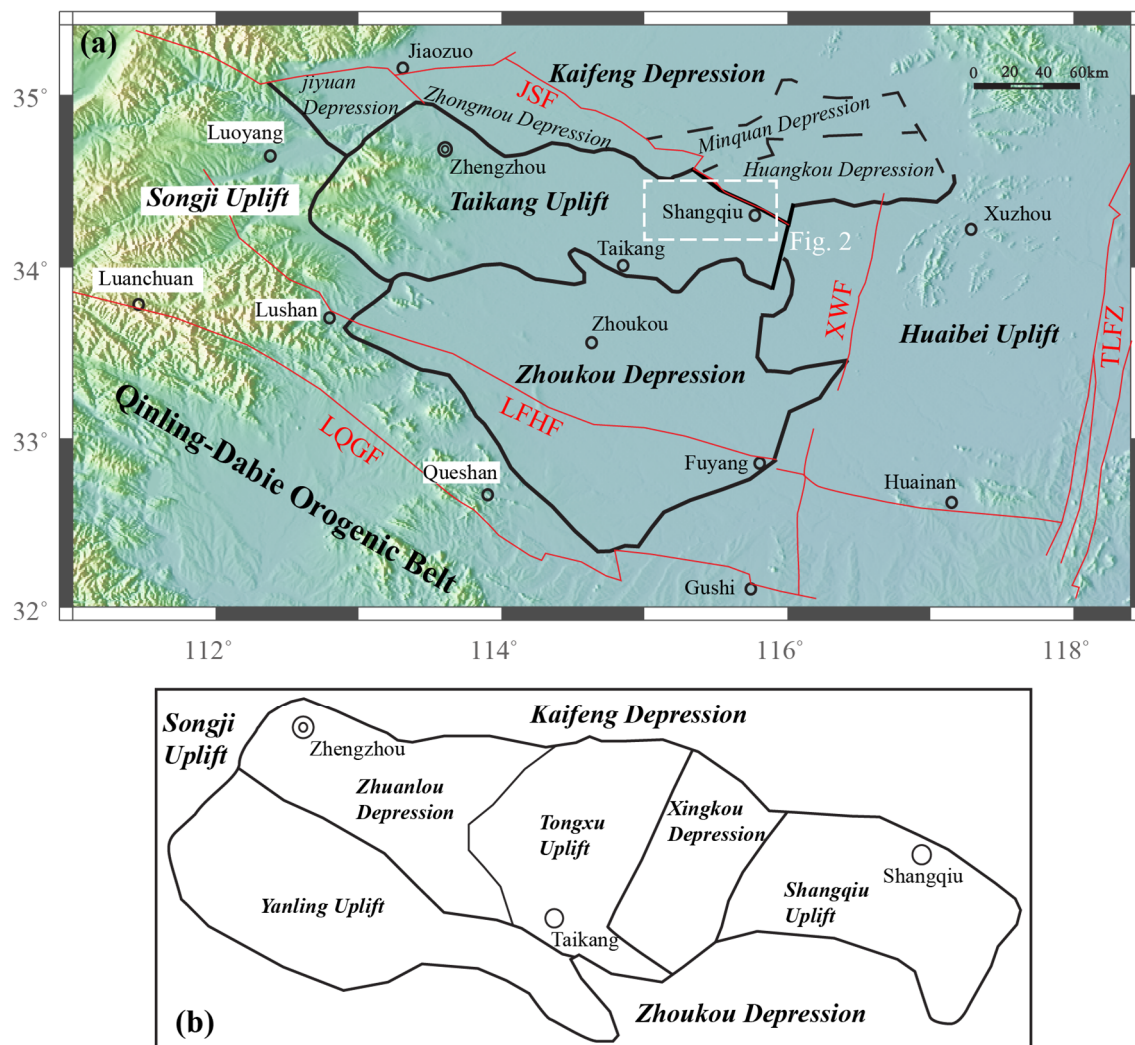 (a)
Jiaozuo
Kaifeng Depression
0 20 40 60km
35°
jiyuan
Depression
JSF
Zhongmou Depression
Minquan Depression
Luoyang
Zhengzhou
Huangkou Depression
Songji Uplift
Taikang Uplift
Shangqiu
Xuzhou
Fig. 2
Taikang
34°
Luanchuan
Lushan
Zhoukou
XWF
Huaibei Uplift
TLFZ
Zhoukou Depression
Qinling-Dabie Orogenic Belt
LQGF
LFHF
33°
Queshan
Fuyang
Huainan
Gushi
32°
112° 114° 116° 118°
Songji
Uplift
Kaifeng Depression
Zhengzhou
Zhuanlou
Depression
Tongxu
Uplift
Xingkou
Depression
Shangqiu
Shangqiu
Uplift
Yanling Uplift
Taikang
Zhoukou Depression
(b)